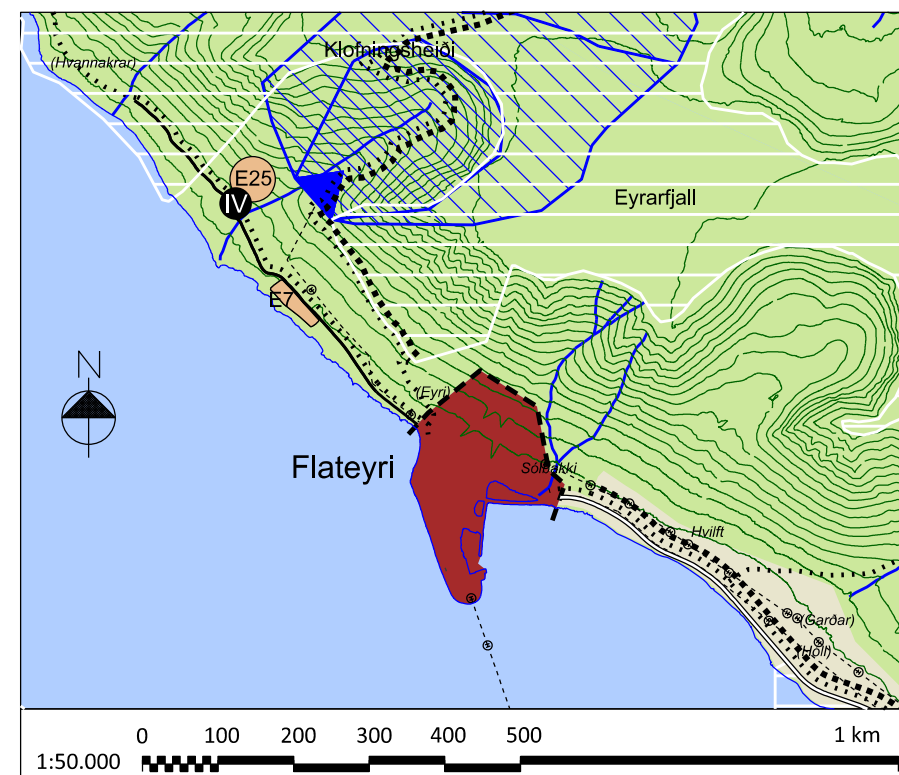 Klofningsheiði
(Hvannakrar)
E25
IV
Eyrarfjall
E7
N
(Eyri)
Flateyri
Sólbakki
Hvilft
(Garðar)
(Hóll)
0 100 200 300 400 500 1 km
1:50.000